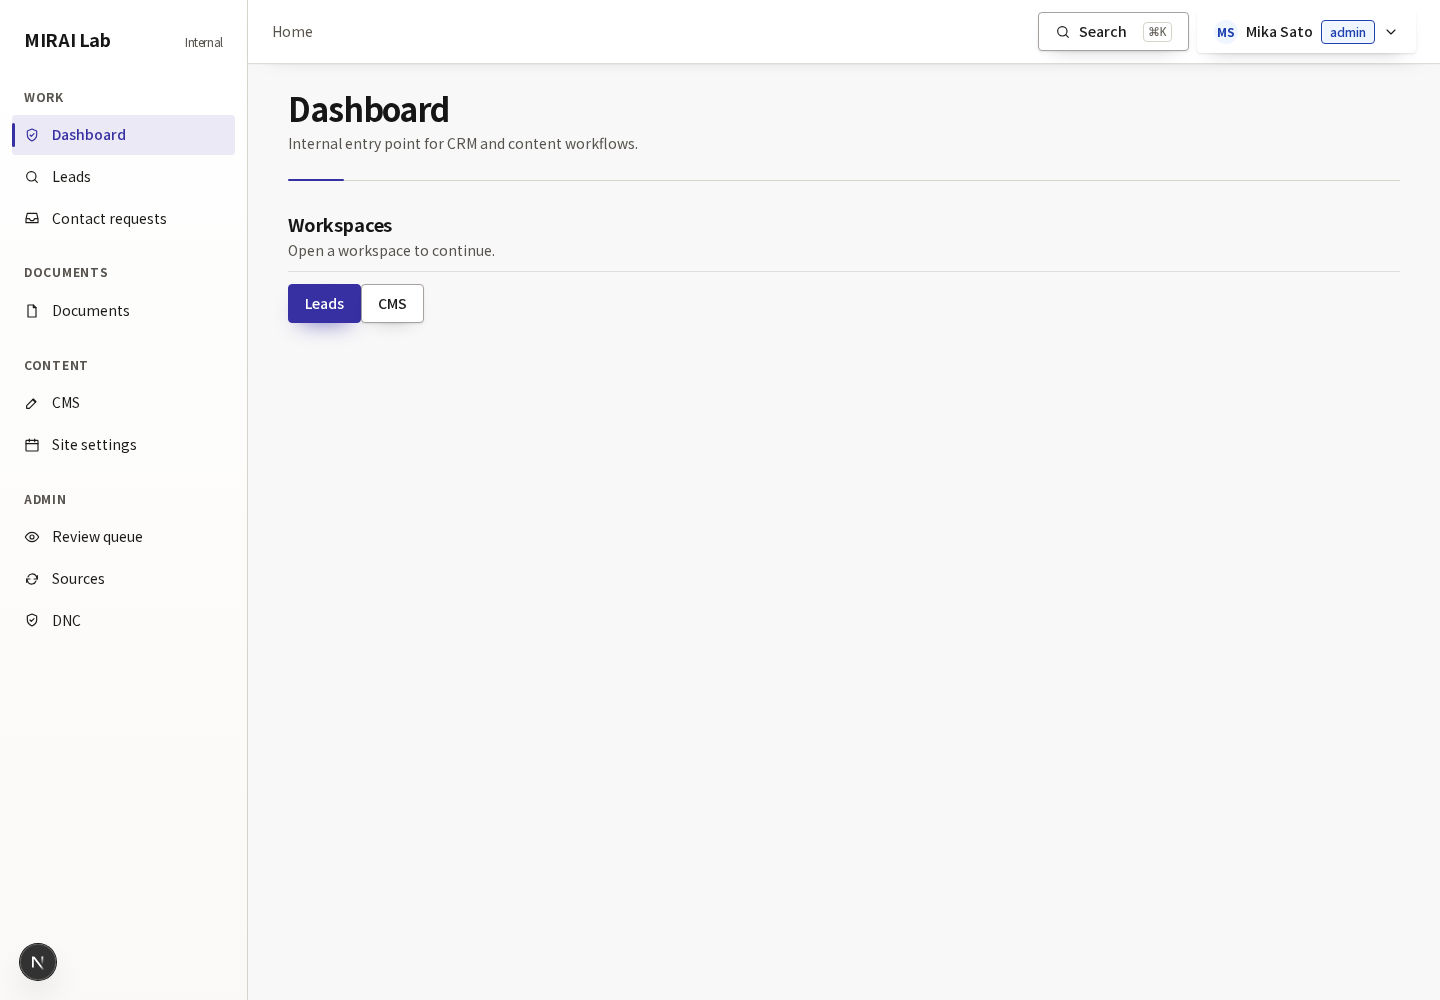 MIRAI Lab
Internal
WORK
Dashboard
Leads
Contact requests
DOCUMENTS
Documents
CONTENT
CMS
Site settings
ADMIN
Review queue
Sources
DNC
N
Home
Search ⌘K
MS Mika Sato admin
Dashboard
Internal entry point for CRM and content workflows.
Workspaces
Open a workspace to continue.
Leads
CMS